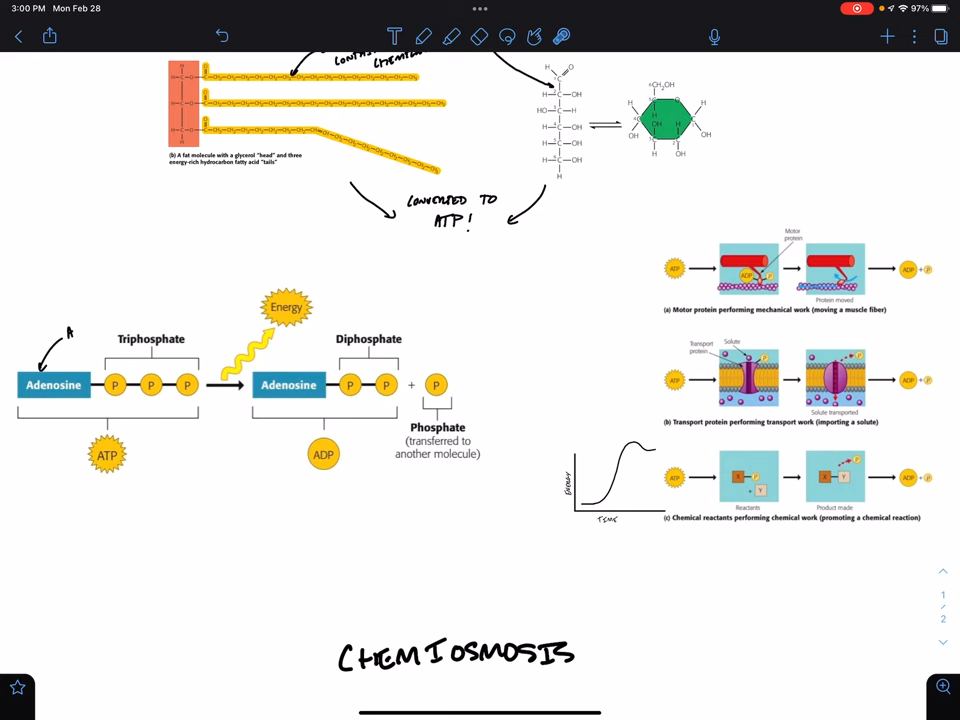 3:00 PM Mon Feb 28
97%
(b) A fat molecule with a glycerol "head" and three
energy-rich hydrocarbon fatty acid "tails"
CONVERTED TO
ATP!
Energy
A
Triphosphate
Diphosphate
Adenosine P P P
Adenosine P P + P
Phosphate
(transferred to
another molecule)
ATP
ADP
Motor
protein
ATP
ADP P
ADP + P
Protein moved
(a) Motor protein performing mechanical work (moving a muscle fiber)
Transport
protein
Solute
P
P
ATP
ADP + P
Solute transported
(b) Transport protein performing transport work (importing a solute)
ENERGY
TIME
ATP
X P
+ Y
P
X Y
ADP + P
Reactants
Product made
(c) Chemical reactants performing chemical work (promoting a chemical reaction)
CHEMIOSMOSIS
1
/
2